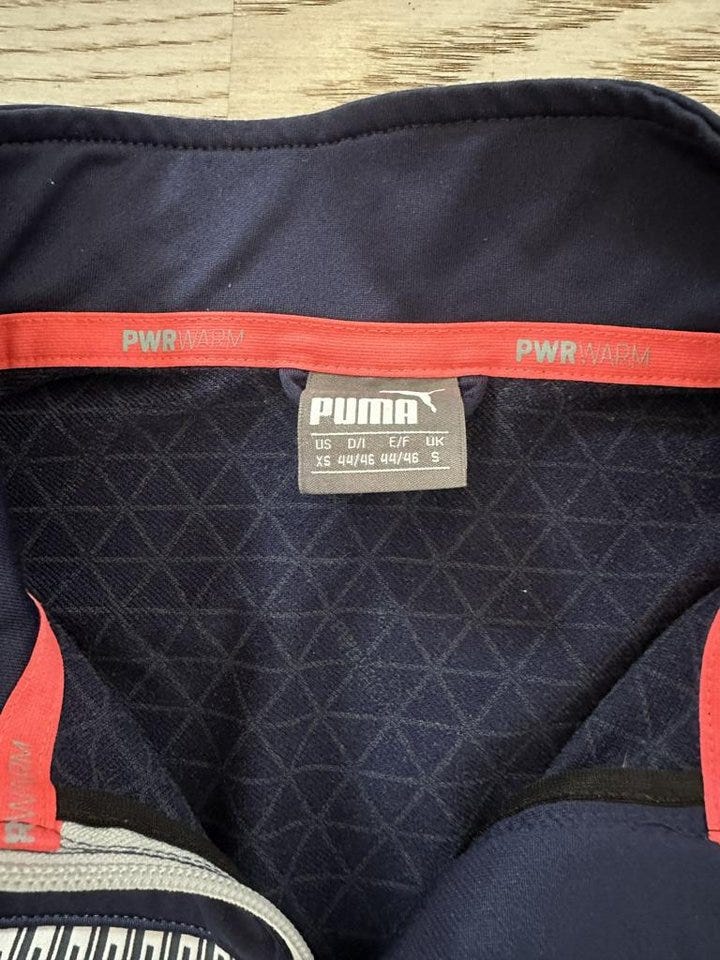 PWRWARM PWRWARM
PUMA
US D/I E/F UK
XS 44/46 44/46 S
PWRWARM